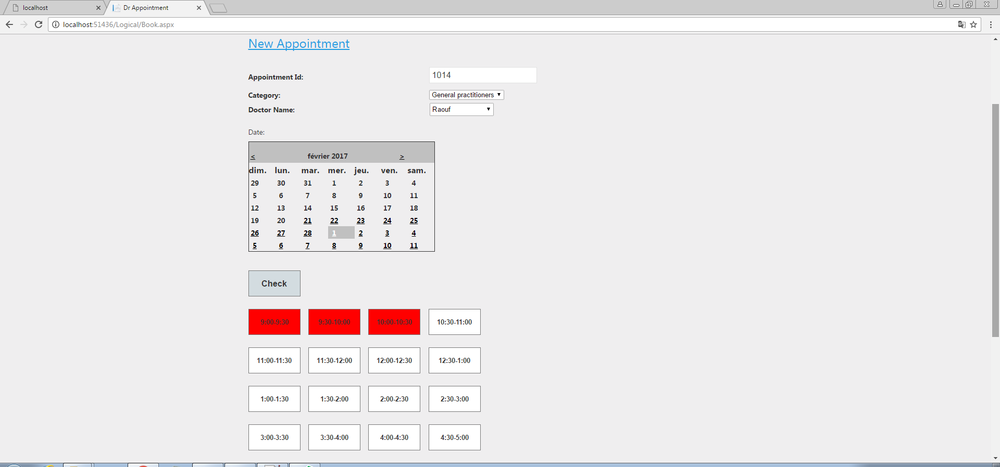 localhost
Dr Appointment
localhost:51436/Logical/Book.aspx
New Appointment
Appointment Id: 1014
Category: General practitioners
Doctor Name: Raouf
Date:
< février 2017 >
dim. lun. mar. mer. jeu. ven. sam.
29 30 31 1 2 3 4
5 6 7 8 9 10 11
12 13 14 15 16 17 18
19 20 21 22 23 24 25
26 27 28 1 2 3 4
5 6 7 8 9 10 11
Check
9:00-9:30 9:30-10:00 10:00-10:30 10:30-11:00
11:00-11:30 11:30-12:00 12:00-12:30 12:30-1:00
1:00-1:30 1:30-2:00 2:00-2:30 2:30-3:00
3:00-3:30 3:30-4:00 4:00-4:30 4:30-5:00